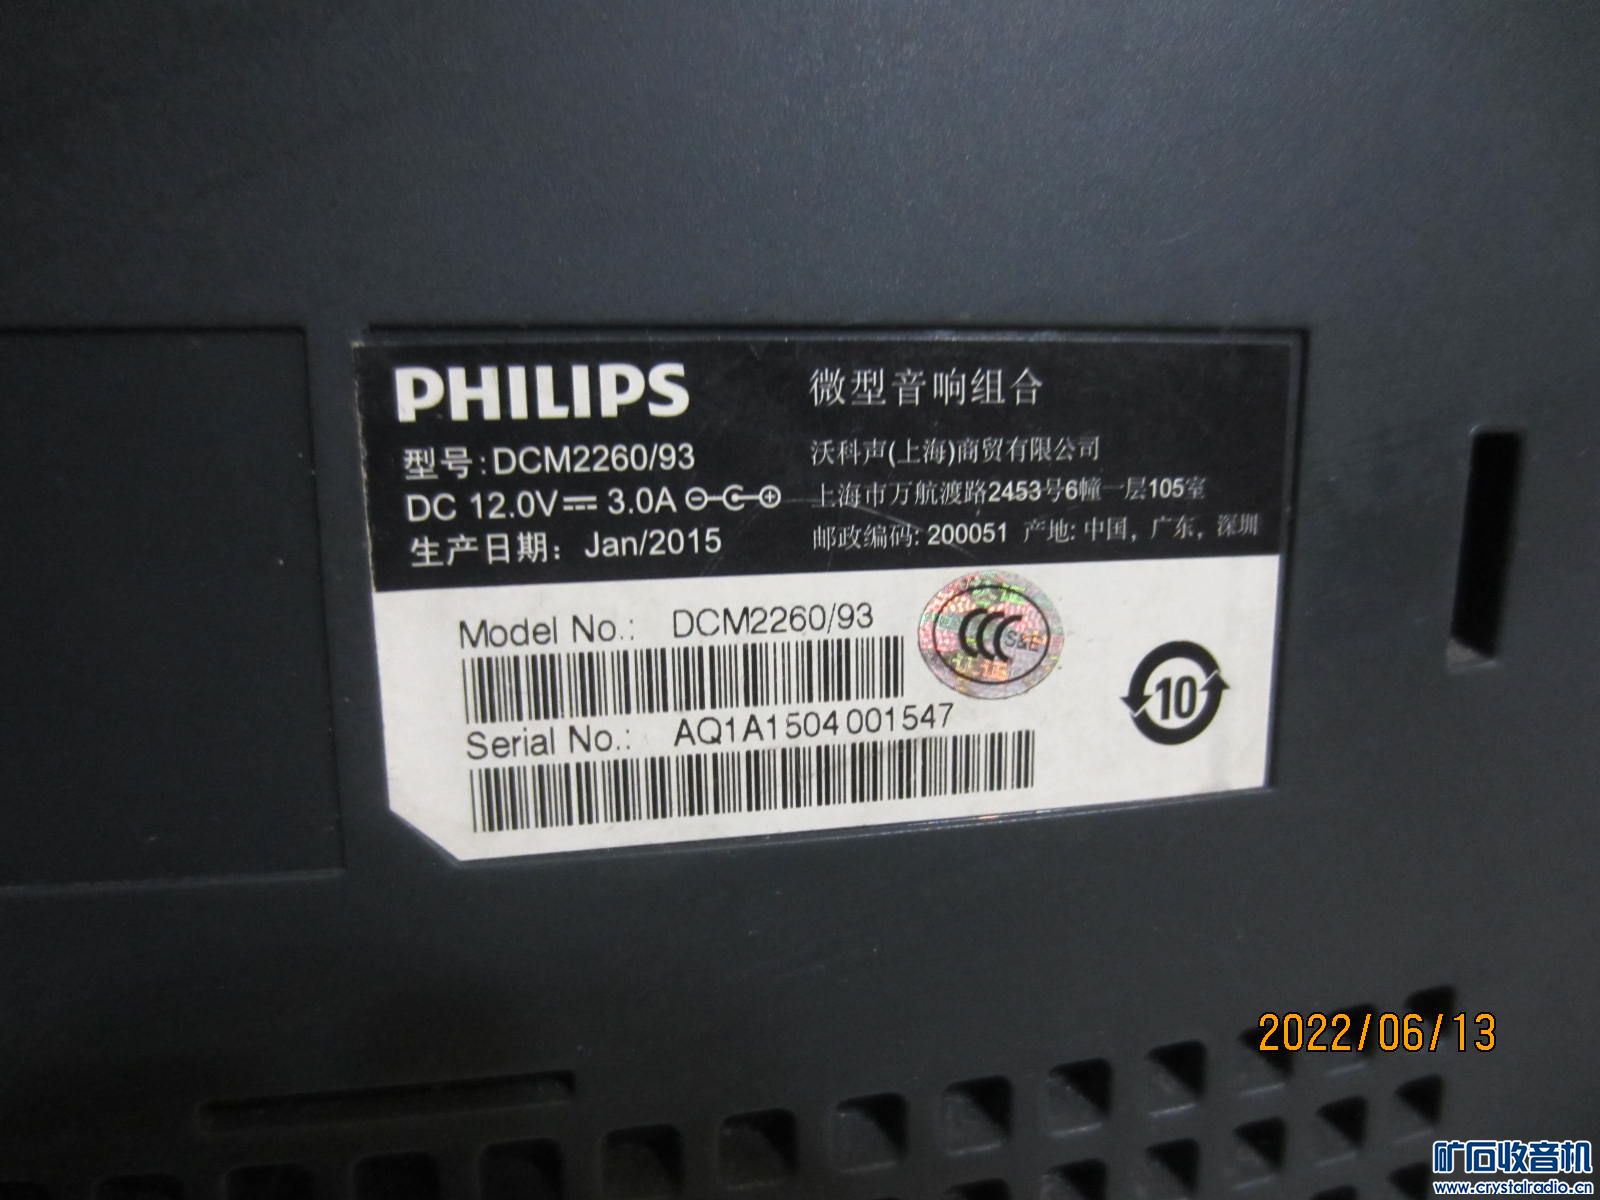 PHILIPS
微型音响组合
型号:DCM2260/93
沃科声(上海)商贸有限公司
DC 12.0V 3.0A
上海市万航渡路2453号6幢一层105室
生产日期: Jan/2015
邮政编码: 200051 产地: 中国, 广东, 深圳
Model No.: DCM2260/93
CCC S&E
10
Serial No.: AQ1A1504001547
2022/06/13
矿石收音机
www.crystalradio.cn